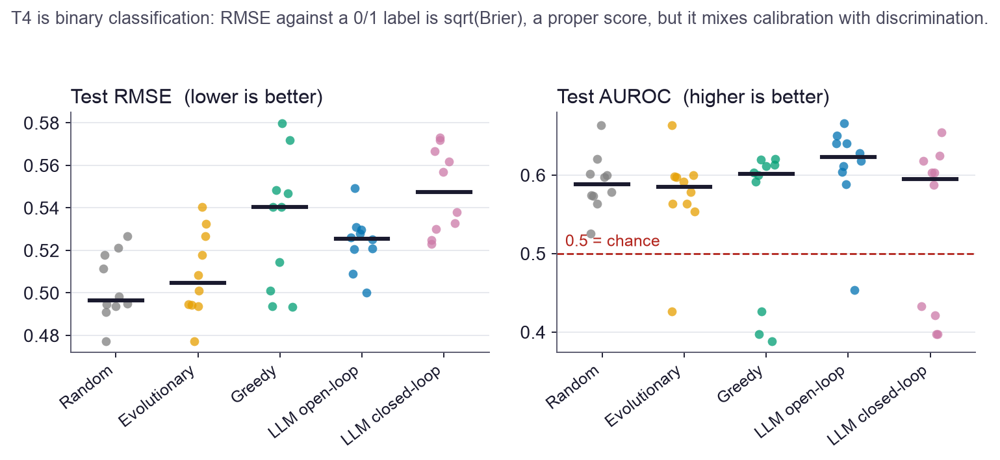 T4 is binary classification: RMSE against a 0/1 label is sqrt(Brier), a proper score, but it mixes calibration with discrimination.
Test RMSE  (lower is better)
0.58
0.56
0.54
0.52
0.50
0.48
Random
Evolutionary
Greedy
LLM open-loop
LLM closed-loop
Test AUROC  (higher is better)
0.6
0.5 = chance
0.5
0.4
Random
Evolutionary
Greedy
LLM open-loop
LLM closed-loop